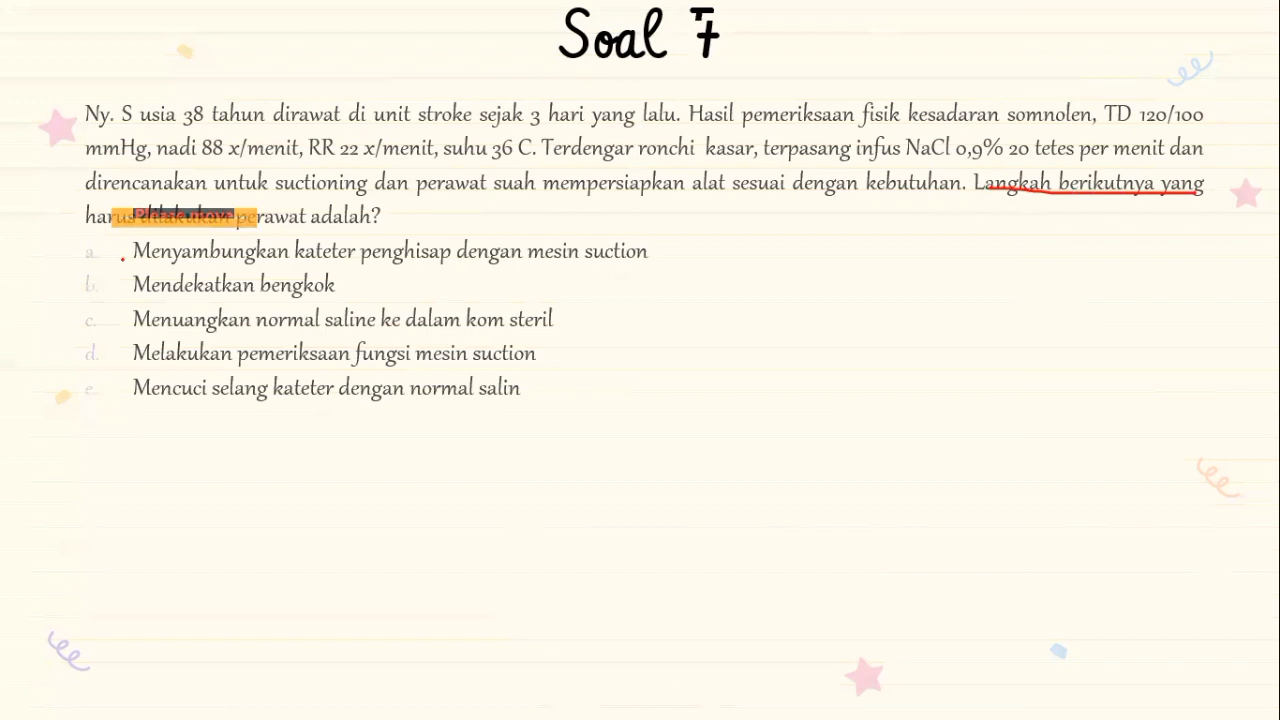 Soal 7
Ny. S usia 38 tahun dirawat di unit stroke sejak 3 hari yang lalu. Hasil pemeriksaan fisik kesadaran somnolen, TD 120/100
mmHg, nadi 88 x/menit, RR 22 x/menit, suhu 36 C. Terdengar ronchi kasar, terpasang infus NaCl 0,9% 20 tetes per menit dan
direncanakan untuk suctioning dan perawat suah mempersiapkan alat sesuai dengan kebutuhan. Langkah berikutnya yang
harus dilakukan perawat adalah?
a. Menyambungkan kateter penghisap dengan mesin suction
b. Mendekatkan bengkok
c. Menuangkan normal saline ke dalam kom steril
d. Melakukan pemeriksaan fungsi mesin suction
e. Mencuci selang kateter dengan normal salin